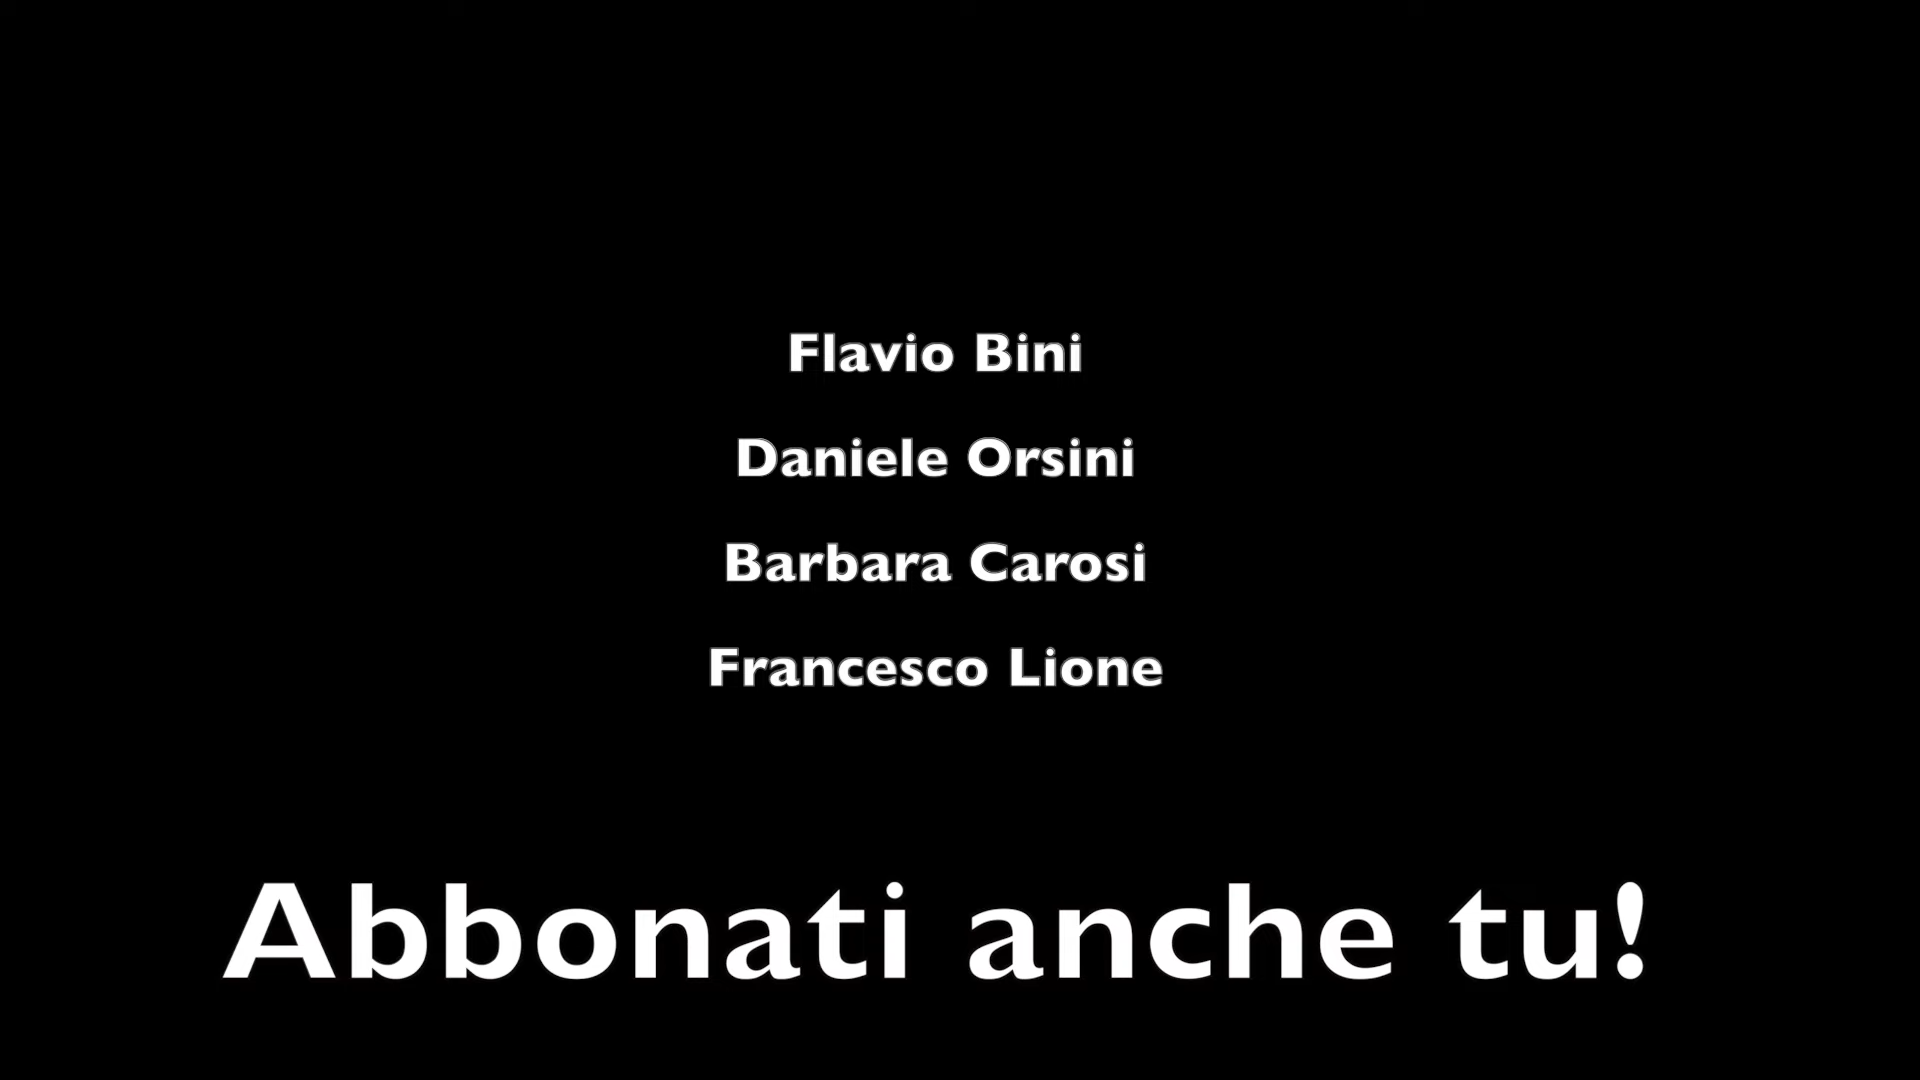 Flavio Bini
Daniele Orsini
Barbara Carosi
Francesco Lione
Abbonati anche tu!